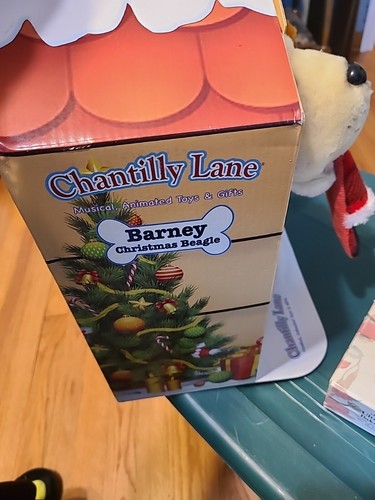 Chantilly Lane
Musical, Animated Toys & Gifts
Barney
Christmas Beagle
Chantilly Lane